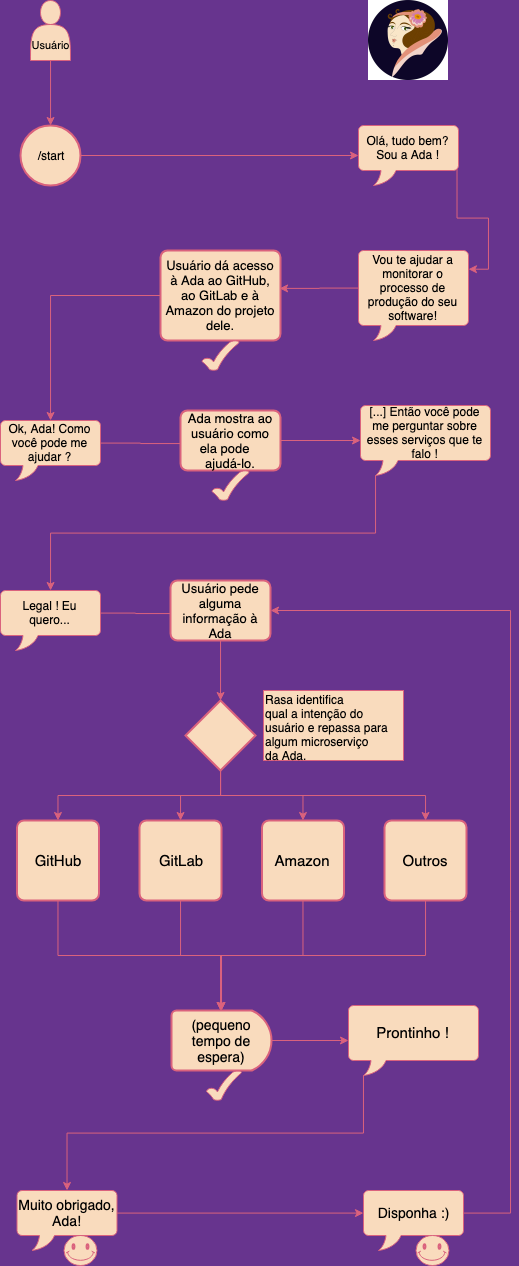 Usuário
/start
Olá, tudo bem?
Sou a Ada !
Usuário dá acesso
à Ada ao GitHub,
ao GitLab e à
Amazon do projeto
dele.
Vou te ajudar a
monitorar o
processo de
produção do seu
software!
Ok, Ada! Como
você pode me
ajudar ?
Ada mostra ao
usuário como
ela pode
ajudá-lo.
[...] Então você pode
me perguntar sobre
esses serviços que te
falo !
Legal ! Eu
quero...
Usuário pede
alguma
informação à
Ada
Rasa identifica
qual a intenção do
usuário e repassa para
algum microserviço
da Ada.
GitHub
GitLab
Amazon
Outros
(pequeno
tempo de
espera)
Prontinho !
Muito obrigado,
Ada!
Disponha :)